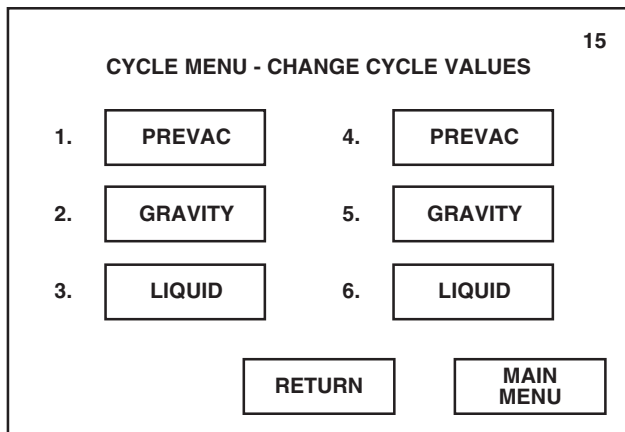 15
CYCLE MENU - CHANGE CYCLE VALUES
1. PREVAC 4. PREVAC
2. GRAVITY 5. GRAVITY
3. LIQUID 6. LIQUID
RETURN MAIN MENU